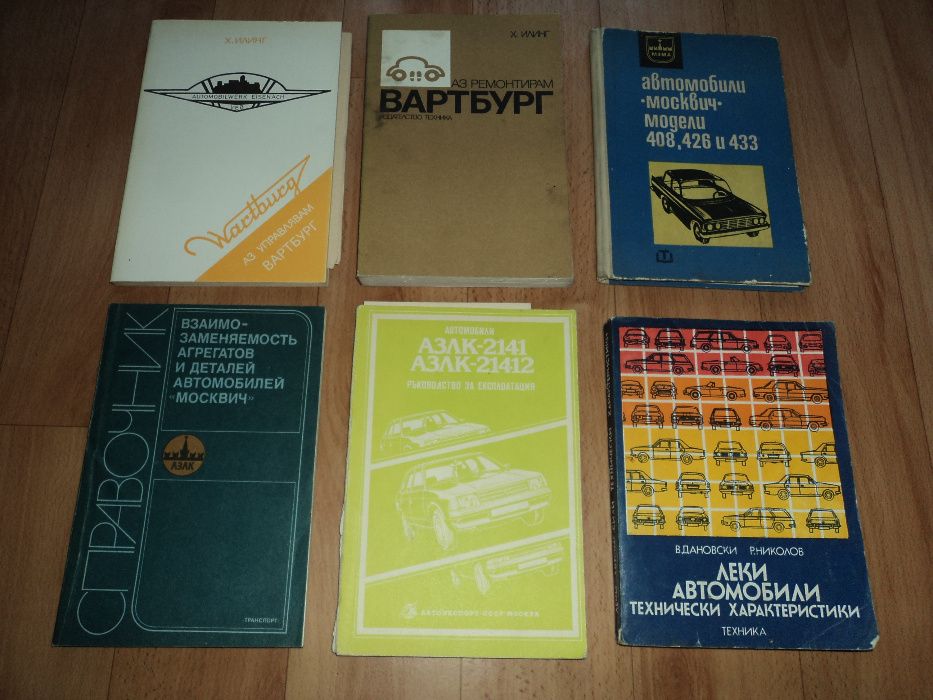 Х. ИЛИНГ
AUTOMOBILWERK EISENACH
Wartburg
АЗ УПРАВЛЯВАМ
ВАРТБУРГ
Х. ИЛИНГ
АЗ РЕМОНТИРАМ
ВАРТБУРГ
ИЗДАТЕЛСТВО ТЕХНИКА
МЗМА
автомобили
·москвич·
модели
408, 426 и 433
СПРАВОЧНИК
ВЗАИМО-
ЗАМЕНЯЕМОСТЬ
АГРЕГАТОВ
И ДЕТАЛЕЙ
АВТОМОБИЛЕЙ
«МОСКВИЧ»
АЗЛК
ТРАНСПОРТ
АВТОМОБИЛИ
АЗЛК-2141
АЗЛК-21412
РЪКОВОДСТВО ЗА ЕКСПЛОАТАЦИЯ
АВТОЭКСПОРТ·СССР·МОСКВА
В.ДАНОВСКИ Р.НИКОЛОВ
ЛЕКИ
АВТОМОБИЛИ
ТЕХНИЧЕСКИ ХАРАКТЕРИСТИКИ
ТЕХНИКА